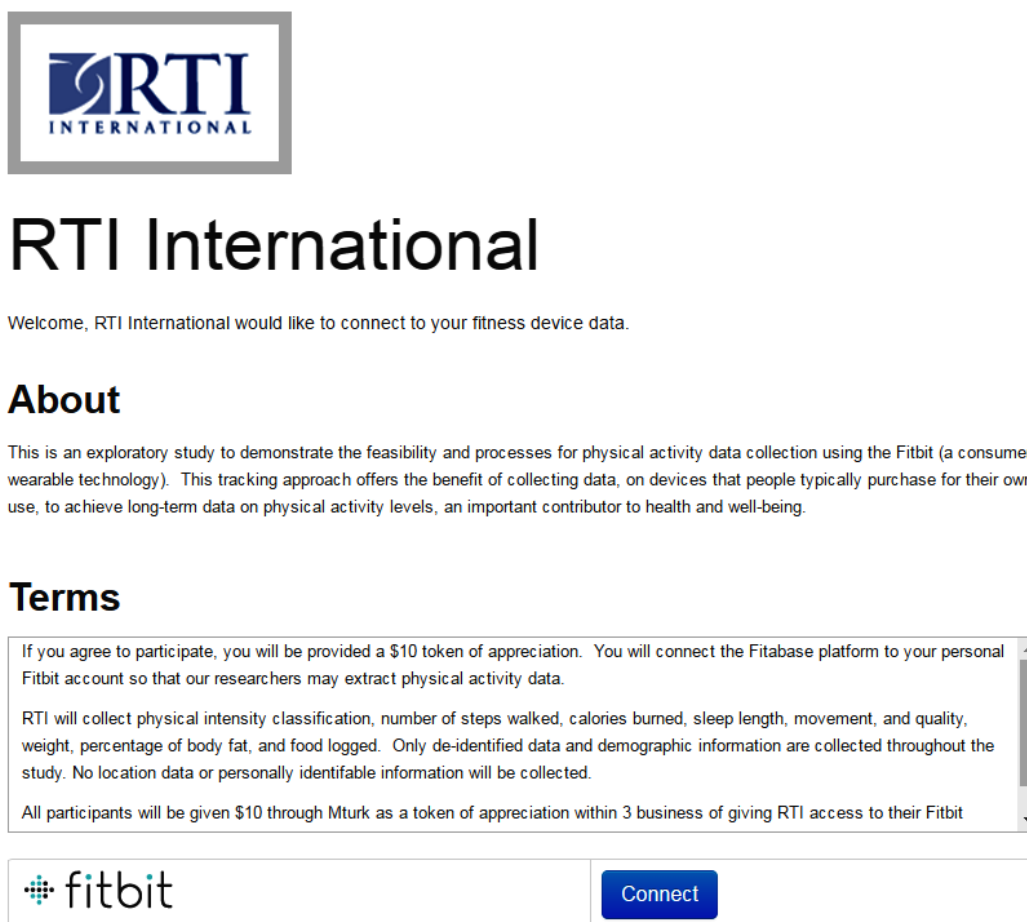 RTI
INTERNATIONAL
RTI International
Welcome, RTI International would like to connect to your fitness device data.
About
This is an exploratory study to demonstrate the feasibility and processes for physical activity data collection using the Fitbit (a consume
wearable technology). This tracking approach offers the benefit of collecting data, on devices that people typically purchase for their own
use, to achieve long-term data on physical activity levels, an important contributor to health and well-being.
Terms
If you agree to participate, you will be provided a $10 token of appreciation. You will connect the Fitabase platform to your personal
Fitbit account so that our researchers may extract physical activity data.
RTI will collect physical intensity classification, number of steps walked, calories burned, sleep length, movement, and quality,
weight, percentage of body fat, and food logged. Only de-identified data and demographic information are collected throughout the
study. No location data or personally identifable information will be collected.
All participants will be given $10 through Mturk as a token of appreciation within 3 business of giving RTI access to their Fitbit
fitbit
Connect